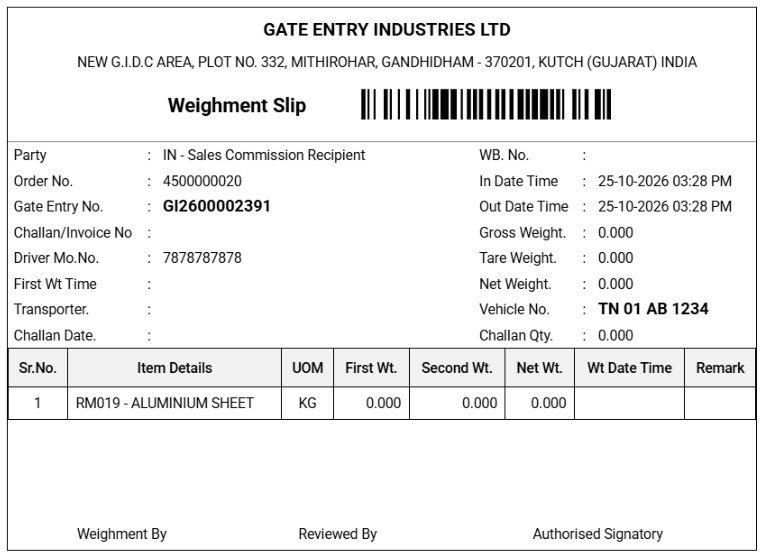 GATE ENTRY INDUSTRIES LTD
NEW G.I.D.C AREA, PLOT NO. 332, MITHIROHAR, GANDHIDHAM - 370201, KUTCH (GUJARAT) INDIA
Weighment Slip
Party : IN - Sales Commission Recipient WB. No. :
Order No. : 4500000020 In Date Time : 25-10-2026 03:28 PM
Gate Entry No. : GI2600002391 Out Date Time : 25-10-2026 03:28 PM
Challan/Invoice No : Gross Weight. : 0.000
Driver Mo.No. : 7878787878 Tare Weight. : 0.000
First Wt Time : Net Weight. : 0.000
Transporter. : Vehicle No. : TN 01 AB 1234
Challan Date. : Challan Qty. : 0.000
Sr.No. Item Details UOM First Wt. Second Wt. Net Wt. Wt Date Time Remark
1 RM019 - ALUMINIUM SHEET KG 0.000 0.000 0.000
Weighment By Reviewed By Authorised Signatory